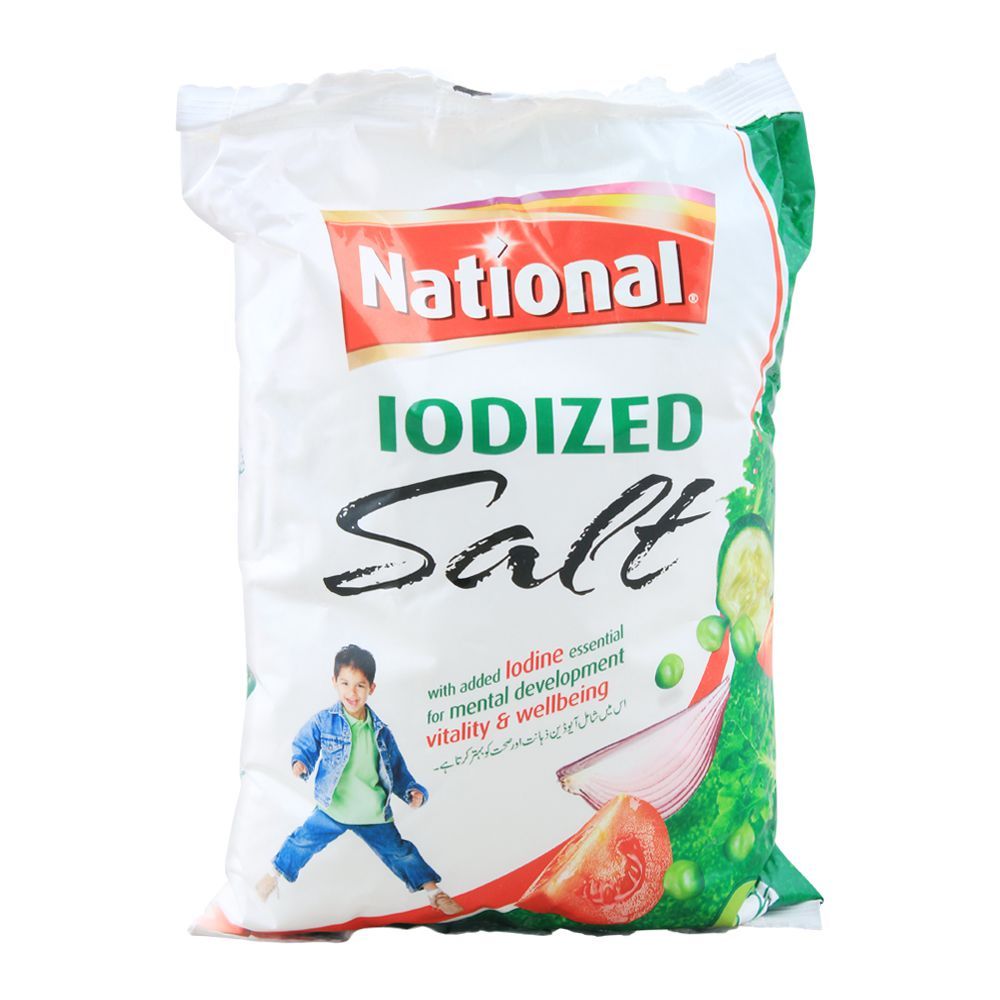 National®
IODIZED
Salt
with added Iodine essential
for mental development
vitality & wellbeing
اس میں شامل آیوڈین ذہانت اور صحت کو بہتر کرتا ہے۔